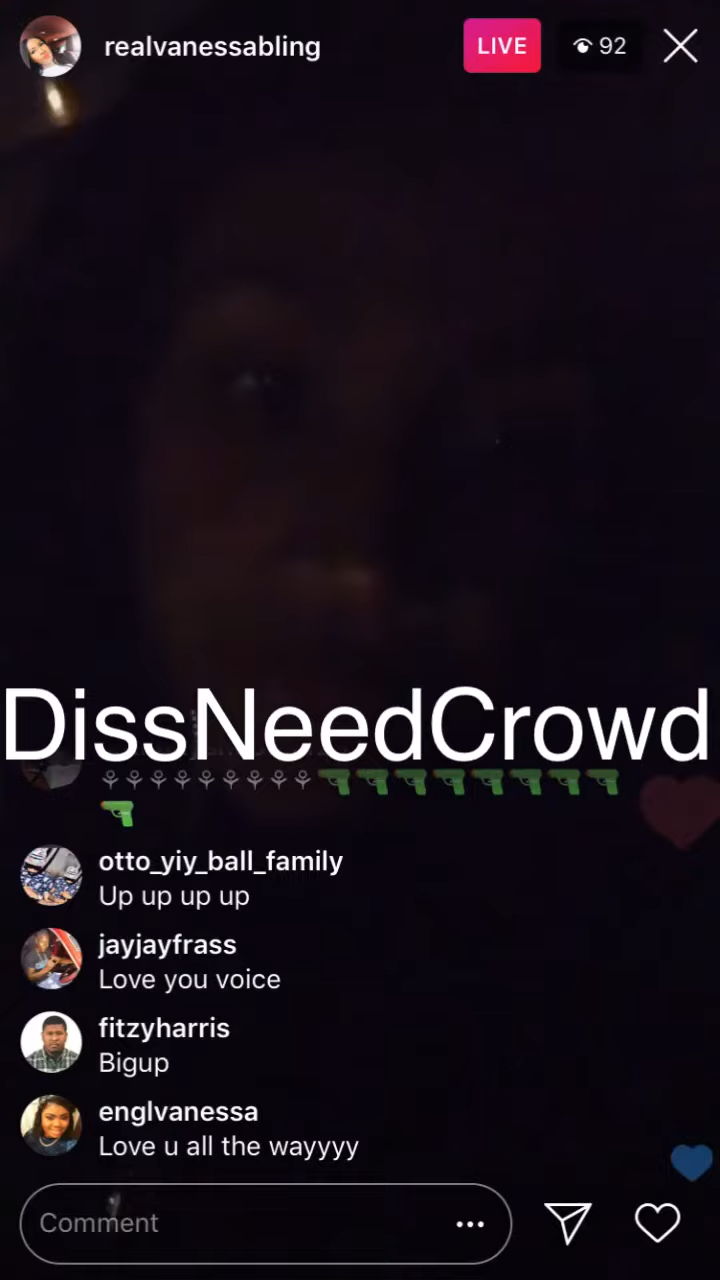 realvanessabling
LIVE
92
DissNeedCrowd
otto_yiy_ball_family
Up up up up
jayjayfrass
Love you voice
fitzyharris
Bigup
englvanessa
Love u all the wayyyy
Comment